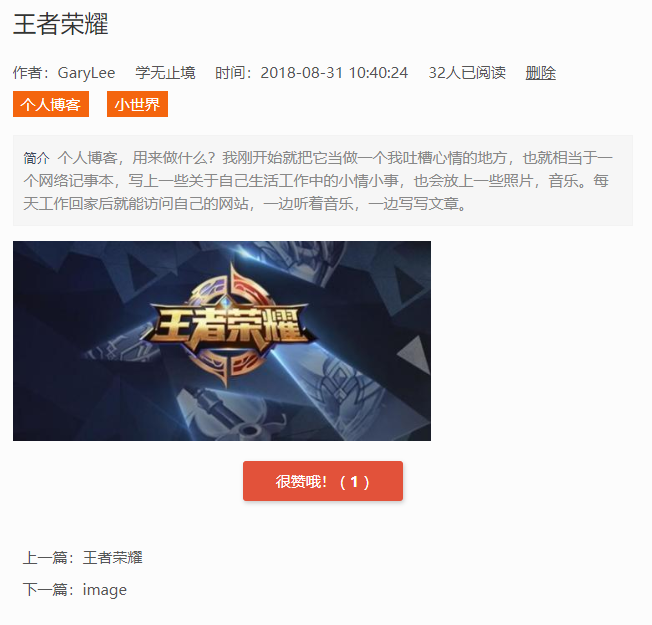 王者荣耀
作者：GaryLee 学无止境 时间：2018-08-31 10:40:24 32人已阅读 删除
个人博客 小世界
简介 个人博客，用来做什么？我刚开始就把它当做一个我吐槽心情的地方，也就相当于一
个网络记事本，写上一些关于自己生活工作中的小情小事，也会放上一些照片，音乐。每
天工作回家后就能访问自己的网站，一边听着音乐，一边写写文章。
王者荣耀
很赞哦！（1）
上一篇：王者荣耀
下一篇：image